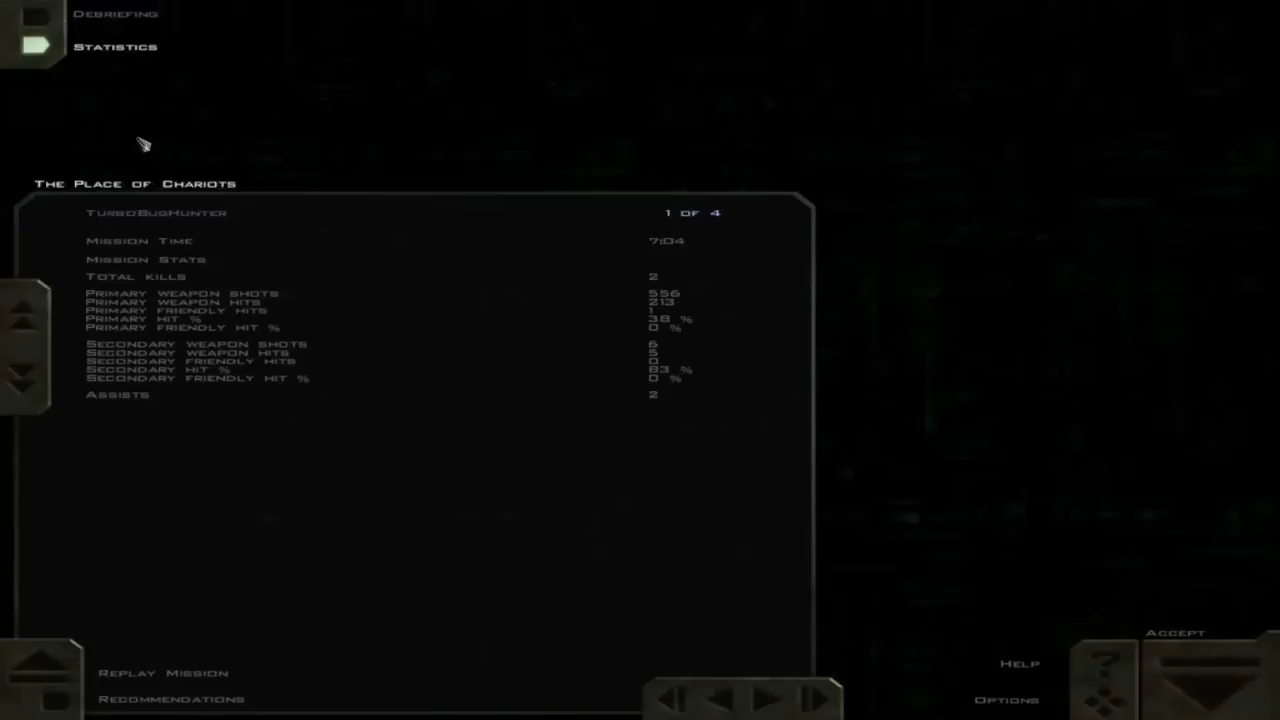 Debriefing
Statistics
The Place of Chariots
TurboBugHunter 1 of 4
Mission Time 7:04
Mission Stats
Total kills 2
Primary weapon shots 556
Primary weapon hits 213
Primary friendly hits 1
Primary hit % 38 %
Primary friendly hit % 0 %
Secondary weapon shots 6
Secondary weapon hits 5
Secondary friendly hits 0
Secondary hit % 83 %
Secondary friendly hit % 0 %
Assists 2
Accept
Help
Replay Mission
Recommendations
Options